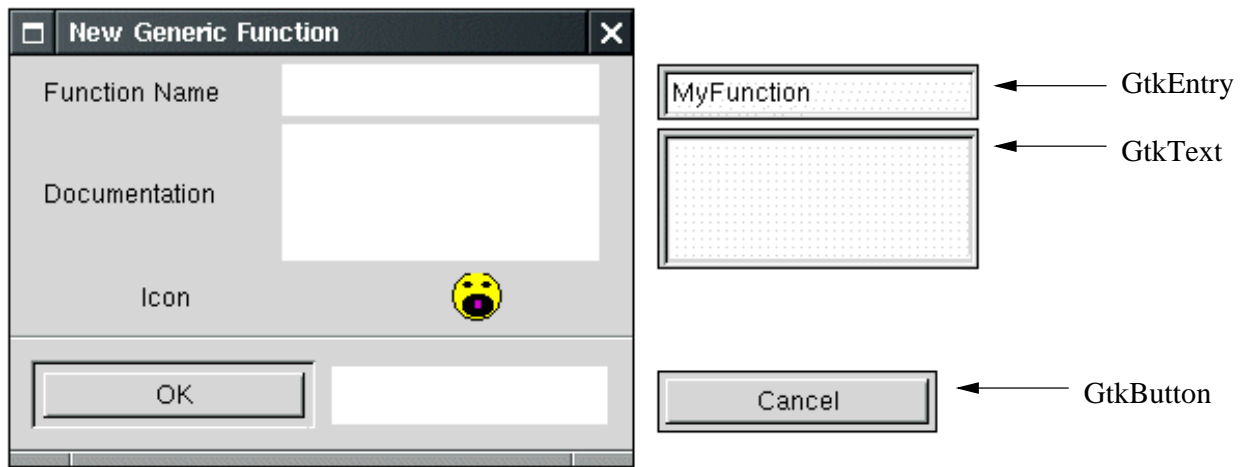 New Generic Function
Function Name
MyFunction
GtkEntry
Documentation
GtkText
Icon
OK
Cancel
GtkButton